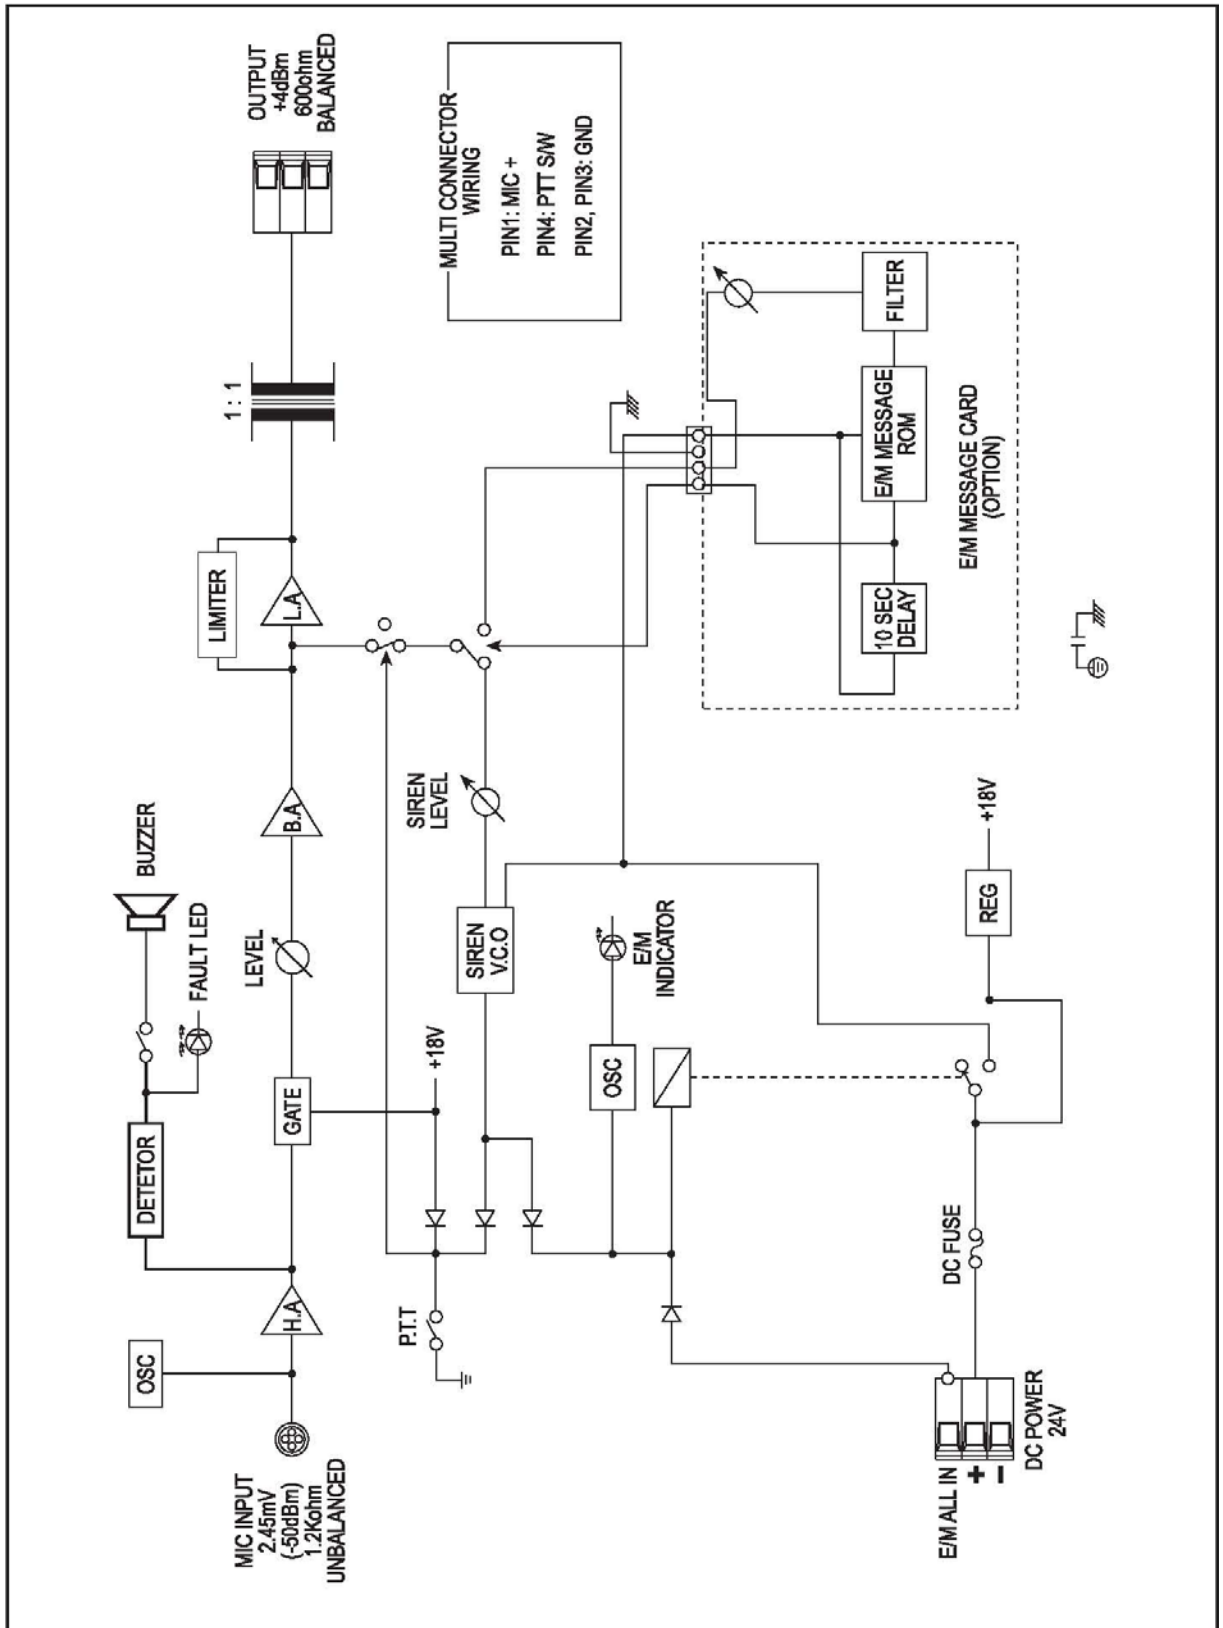 OSC
DETETOR
BUZZER
FAULT LED
MIC INPUT
2.45mV
(-50dBm)
1.2Kohm
UNBALANCED
H.A
GATE
LEVEL
B.A
LIMITER
L.A
1 : 1
OUTPUT
+4dBm
600ohm
BALANCED
P.T.T
+18V
SIREN
V.C.O
SIREN
LEVEL
MULTI CONNECTOR
WIRING
PIN1: MIC +
PIN4: PTT S/W
PIN2, PIN3: GND
OSC
E/M
INDICATOR
10 SEC
DELAY
E/M MESSAGE
ROM
FILTER
E/M MESSAGE CARD
(OPTION)
E/M ALL IN
+
−
DC POWER
24V
DC FUSE
REG
+18V